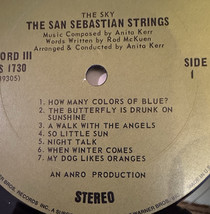 THE SKY
THE SAN SEBASTIAN STRINGS
Music Composed by Anita Kerr
Words Written by Rod McKuen
Arranged & Conducted by Anita Kerr
ORD III
S 1730
39305)
SIDE
1
1. HOW MANY COLORS OF BLUE?
2. THE BUTTERFLY IS DRUNK ON
SUNSHINE
3. A WALK WITH THE ANGELS
4. SO LITTLE SUN
5. NIGHT TALK
6. WHEN WINTER COMES
7. MY DOG LIKES ORANGES
AN ANRO PRODUCTION
STEREO